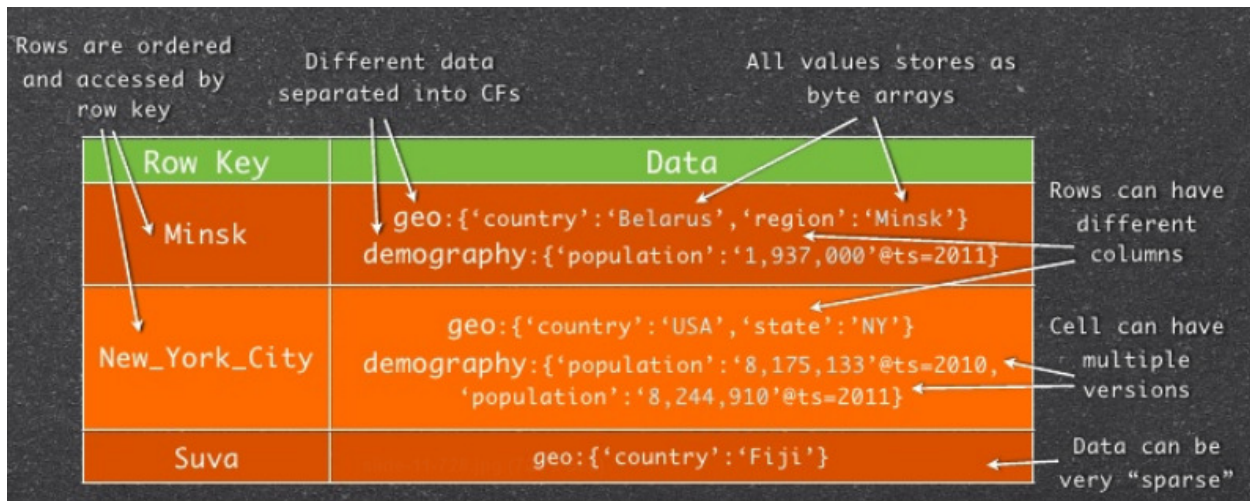 Rows are ordered
and accessed by
row key
Different data
separated into CFs
All values stores as
byte arrays
Row Key
Data
Minsk
geo:{‘country’:‘Belarus’,‘region’:‘Minsk’}
demography:{‘population’:‘1,937,000’@ts=2011}
Rows can have
different
columns
New_York_City
geo:{‘country’:‘USA’,‘state’:’NY’}
demography:{‘population’:‘8,175,133’@ts=2010,
‘population’:‘8,244,910’@ts=2011}
Cell can have
multiple
versions
Suva
geo:{‘country’:‘Fiji’}
Data can be
very “sparse”